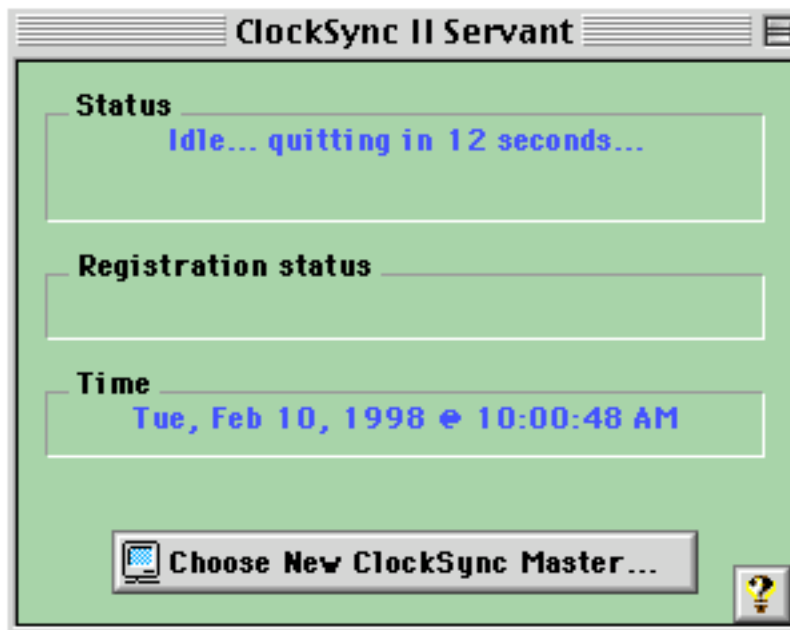 ClockSync II Servant
Status
Idle... quitting in 12 seconds...
Registration status
Time
Tue, Feb 10, 1998 @ 10:00:48 AM
Choose New ClockSync Master...
?